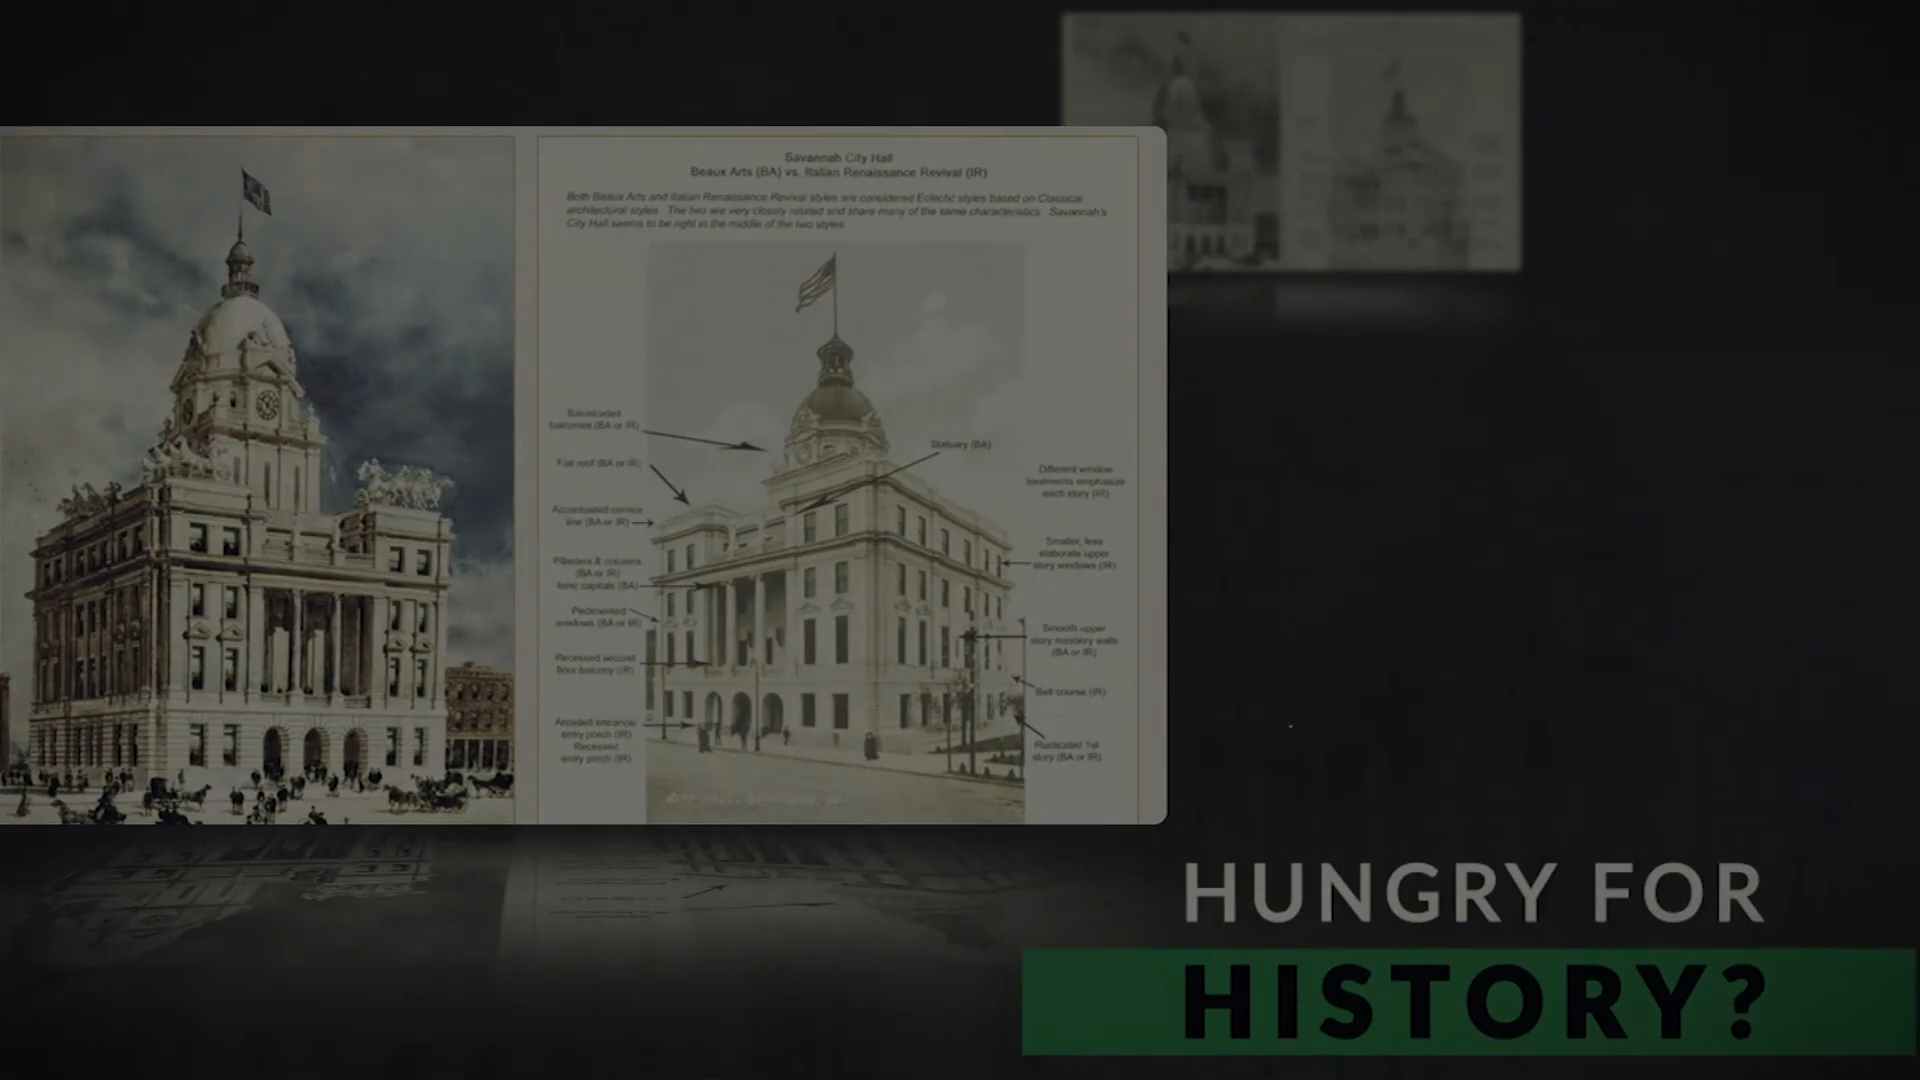 Savannah City Hall
Beaux Arts (BA) vs. Italian Renaissance Revival (IR)
Both Beaux Arts and Italian Renaissance Revival styles are considered Eclectic styles based on Classical
architectural styles. The two are very closely related and share many of the same characteristics. Savannah's
City Hall seems to be right in the middle of the two styles
Balustraded
balconies (BA or IR)
Flat roof (BA or IR)
Accentuated cornice
line (BA or IR)
Pilasters & columns
(BA or IR)
Ionic capitals (BA)
Pedimented
windows (BA or IR)
Recessed second
floor balcony (IR)
Arcaded entrance
entry porch (IR)
Recessed
entry porch (IR)
Statuary (BA)
Different window
treatments emphasize
each story (IR)
Smaller, less
elaborate upper
story windows (IR)
Smooth upper
story masonry walls
(BA or IR)
Belt course (IR)
Rusticated 1st
story (BA or IR)
HUNGRY FOR
HISTORY?